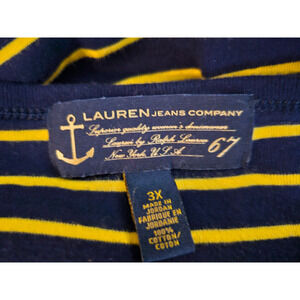 LAUREN JEANS COMPANY
Superior quality women's denimwear
Lauren by Ralph Lauren
New York, U.S.A. 67
3X
MADE IN
JORDAN
FABRIQUE EN
JORDANIE
100%
COTTON/
COTON